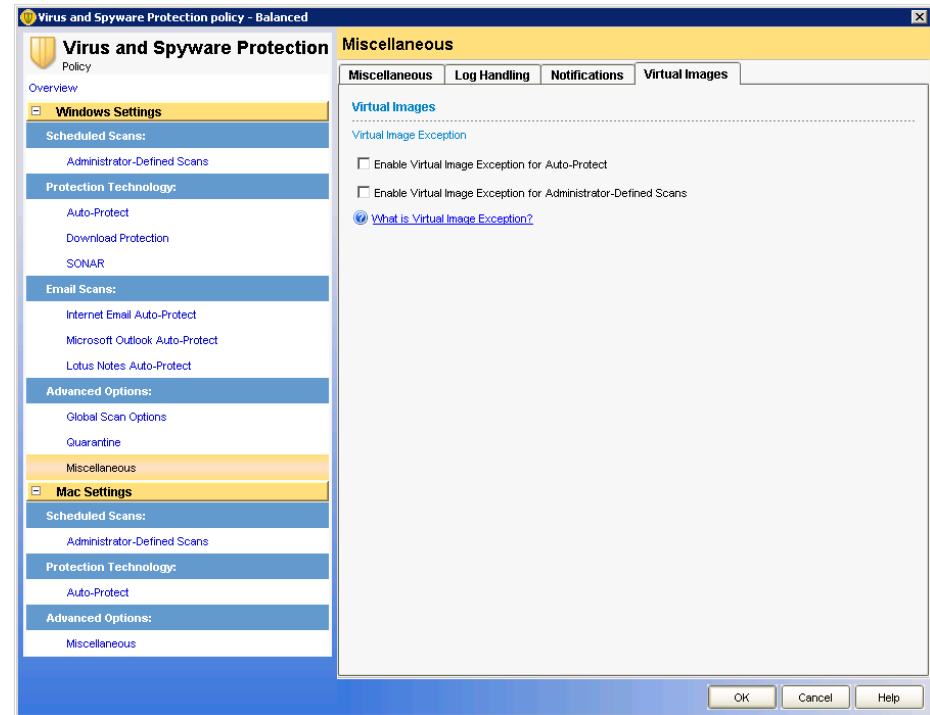 Virus and Spyware Protection policy - Balanced
Virus and Spyware Protection
Policy
Overview
Windows Settings
Scheduled Scans:
Administrator-Defined Scans
Protection Technology:
Auto-Protect
Download Protection
SONAR
Email Scans:
Internet Email Auto-Protect
Microsoft Outlook Auto-Protect
Lotus Notes Auto-Protect
Advanced Options:
Global Scan Options
Quarantine
Miscellaneous
Mac Settings
Scheduled Scans:
Administrator-Defined Scans
Protection Technology:
Auto-Protect
Advanced Options:
Miscellaneous
Miscellaneous
Miscellaneous Log Handling Notifications Virtual Images
Virtual Images
Virtual Image Exception
Enable Virtual Image Exception for Auto-Protect
Enable Virtual Image Exception for Administrator-Defined Scans
What is Virtual Image Exception?
OK Cancel Help